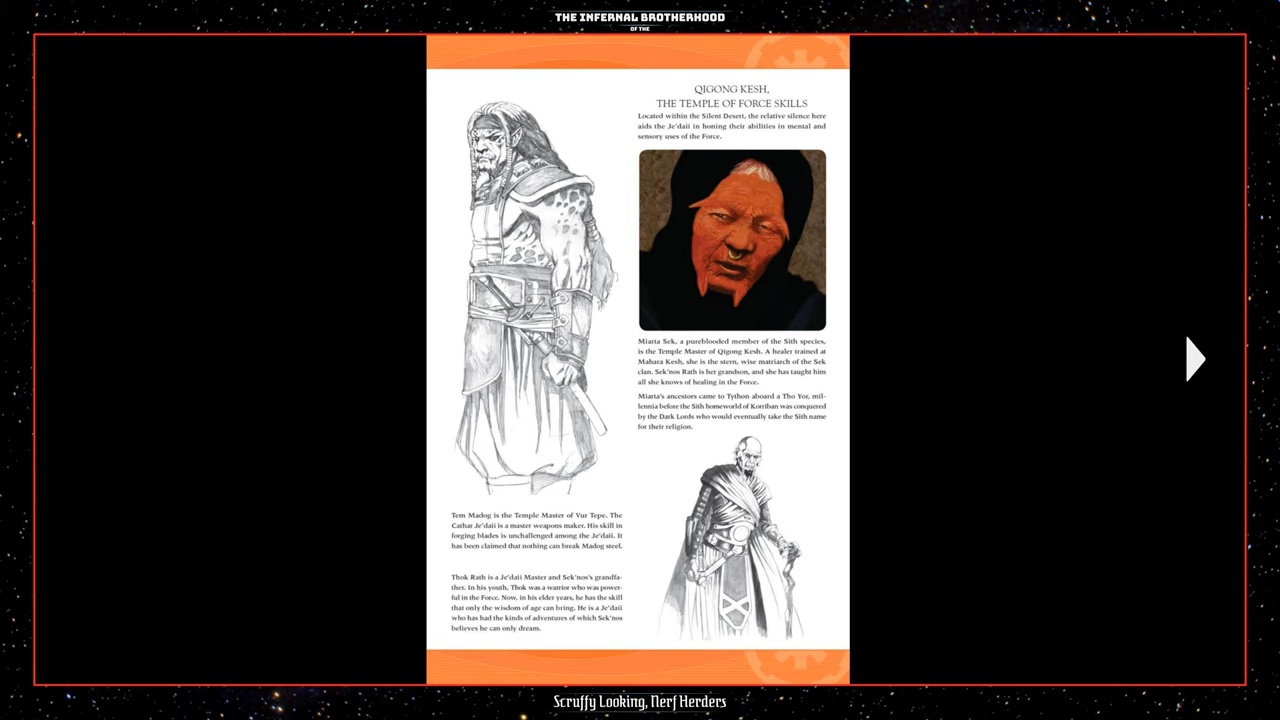 THE INFERNAL BROTHERHOOD
OF THE
QIGONG KESH,
THE TEMPLE OF FORCE SKILLS
Located within the Silent Desert, the relative silence here
aids the Je'daii in honing their abilities in mental and
sensory uses of the Force.
Miarta Sek, a pureblooded member of the Sith species,
is the Temple Master of Qigong Kesh. A healer trained at
Mahara Kesh, she is the stern, wise matriarch of the Sek
clan. Sek'nos Rath is her grandson, and she has taught him
all she knows of healing in the Force.
Miarta's ancestors came to Tython aboard a Tho Yor, mil-
lennia before the Sith homeworld of Korriban was conquered
by the Dark Lords who would eventually take the Sith name
for their religion.
Tem Madog is the Temple Master of Vur Tepe. The
Cathar Je'daii is a master weapons maker. His skill in
forging blades is unchallenged among the Je'daii. It
has been claimed that nothing can break Madog steel.
Thok Rath is a Je'daii Master and Sek'nos's grandfa-
ther. In his youth, Thok was a warrior who was power-
ful in the Force. Now, in his elder years, he has the skill
that only the wisdom of age can bring. He is a Je'daii
who has had the kinds of adventures of which Sek'nos
believes he can only dream.
Scruffy Looking, Nerf Herders